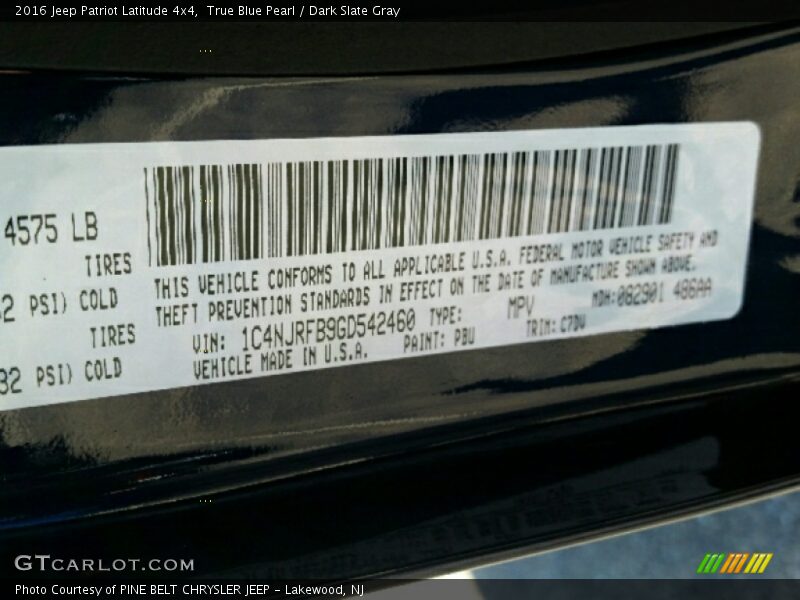 2016 Jeep Patriot Latitude 4x4,  True Blue Pearl / Dark Slate Gray
4575 LB
TIRES
PSI) COLD
TIRES
PSI) COLD
THIS VEHICLE CONFORMS TO ALL APPLICABLE U.S.A. FEDERAL MOTOR VEHICLE SAFETY AND
THEFT PREVENTION STANDARDS IN EFFECT ON THE DATE OF MANUFACTURE SHOWN ABOVE.
VIN: 1C4NJRFB9GD542460 TYPE: MPV MDH:082901 486AA
VEHICLE MADE IN U.S.A. PAINT: PBU TRIM: C7DV
GTCARLOT.COM
Photo Courtesy of PINE BELT CHRYSLER JEEP – Lakewood, NJ